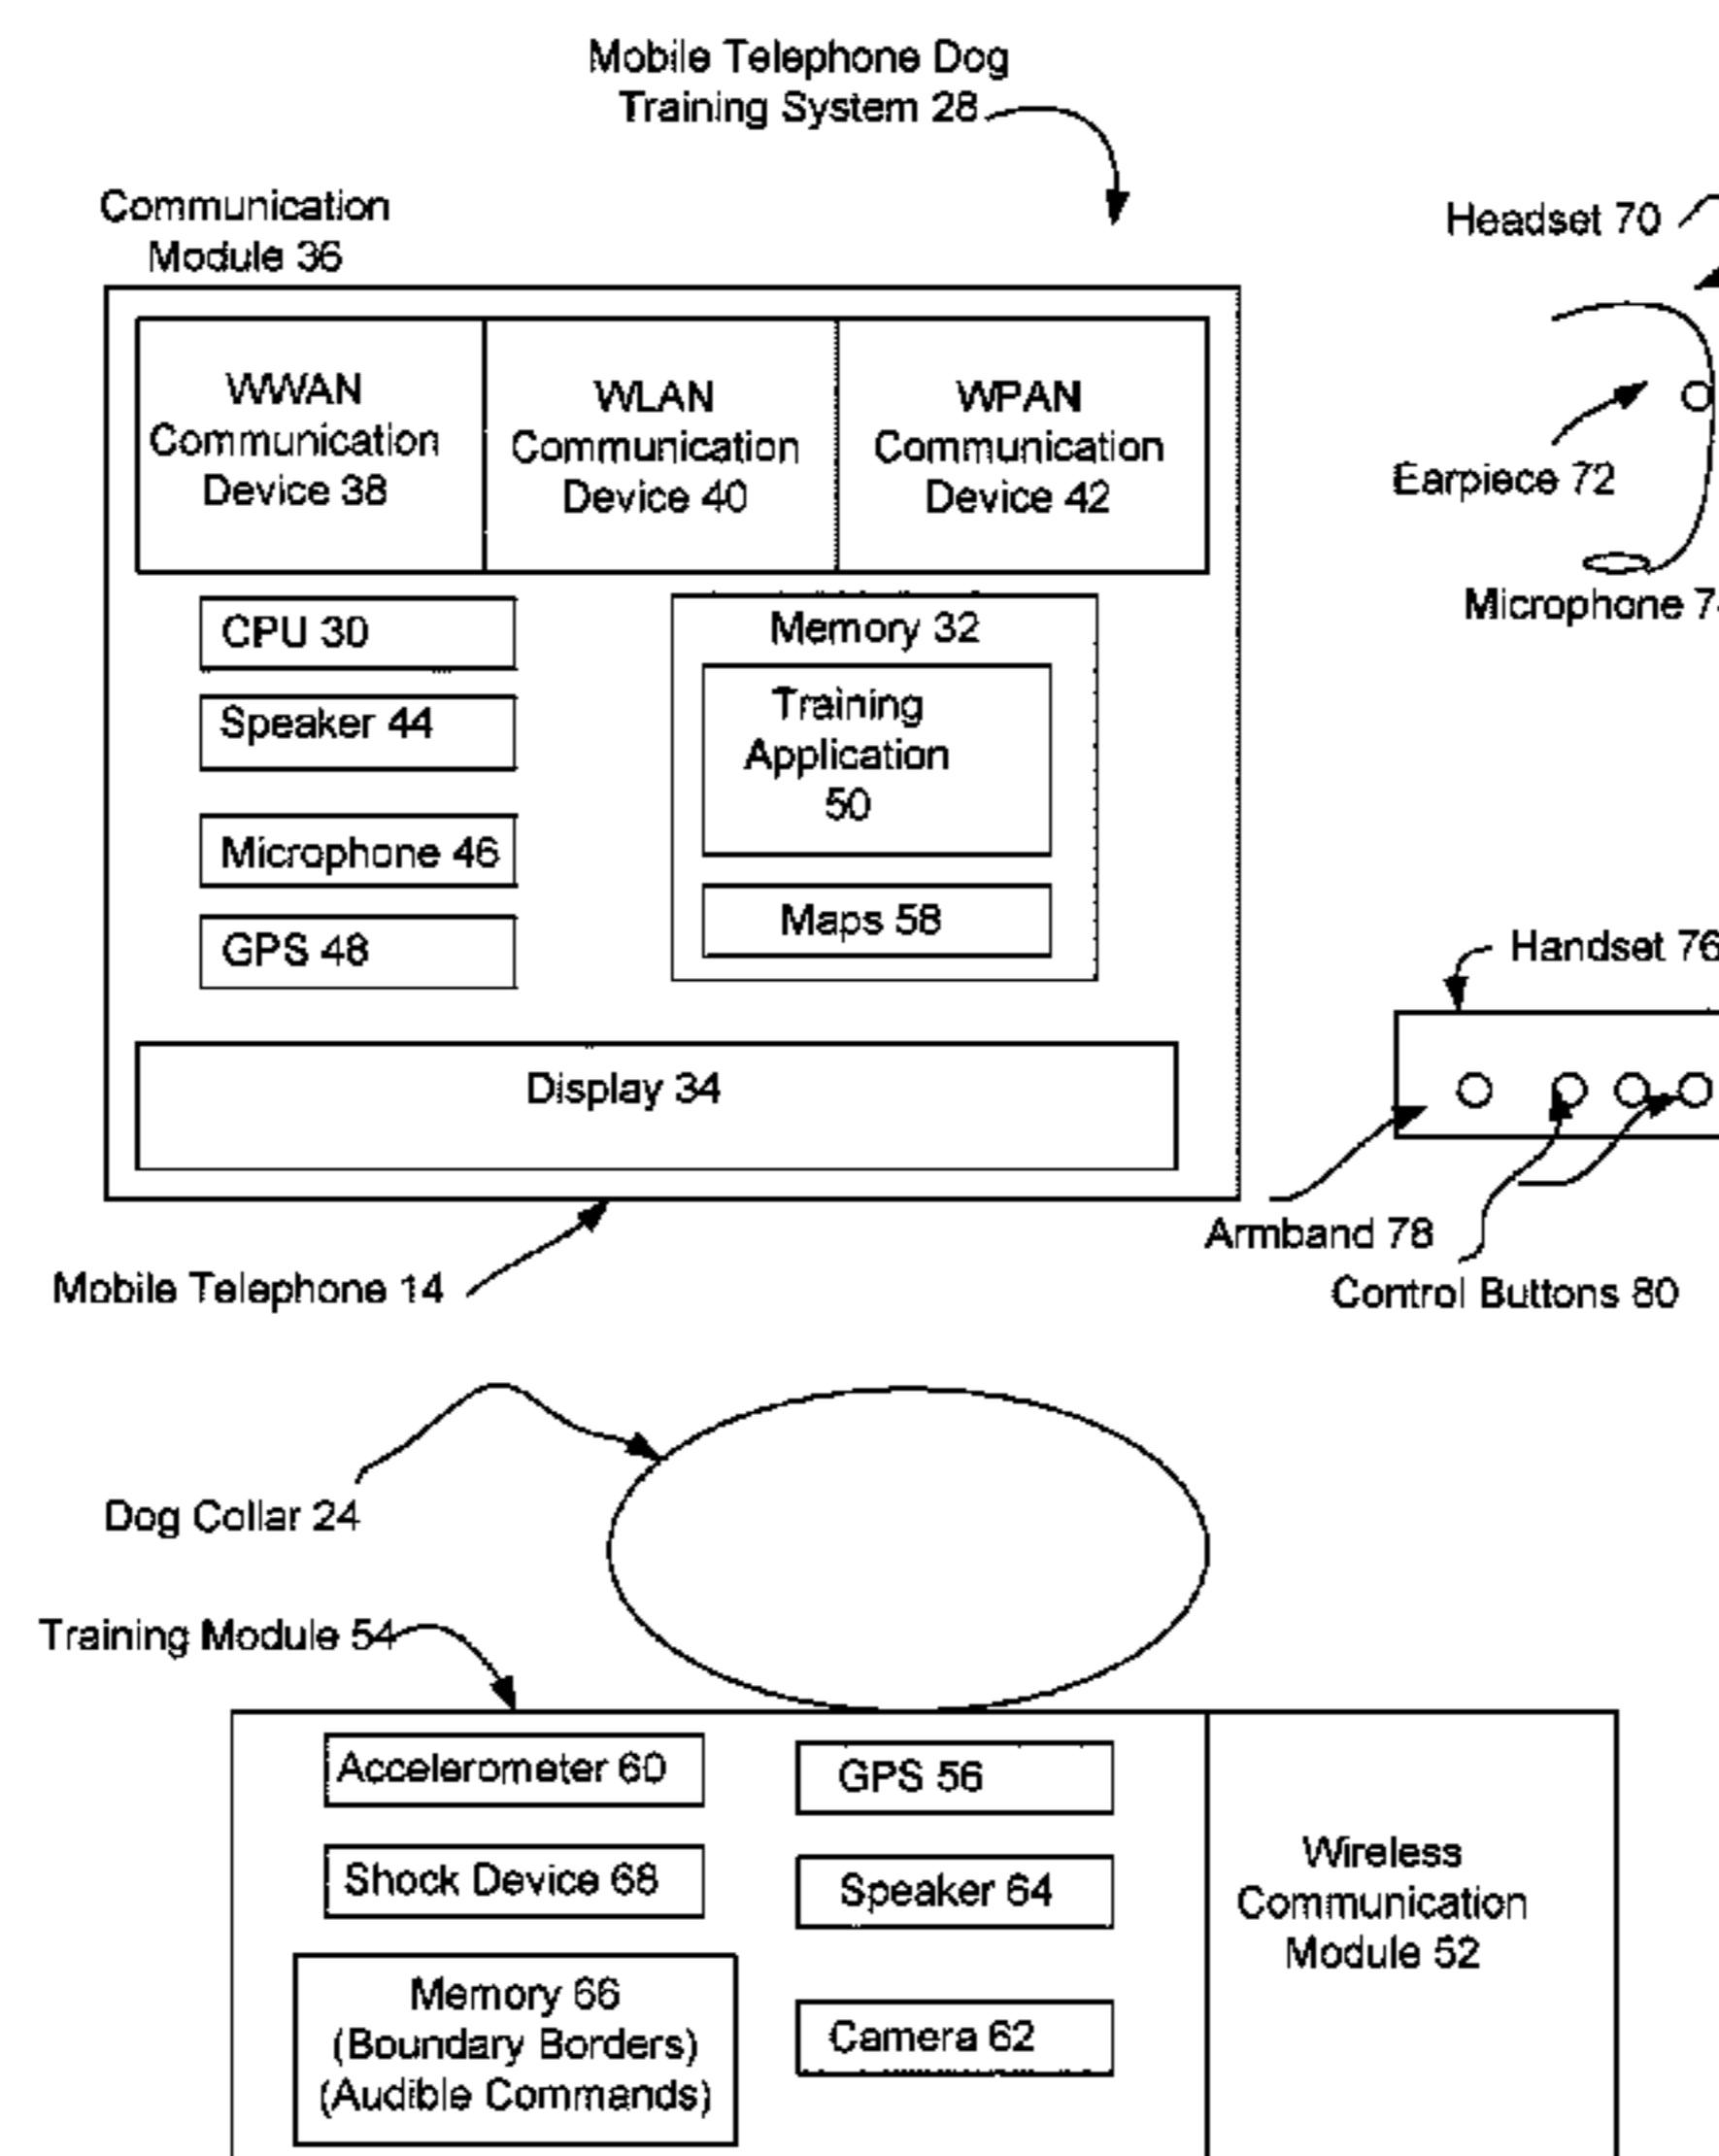 Mobile Telephone Dog
Training System 28
Communication
Module 36
Headset 70
WWAN
Communication
Device 38
WLAN
Communication
Device 40
WPAN
Communication
Device 42
Earpiece 72
Microphone
CPU 30
Speaker 44
Microphone 46
GPS 48
Memory 32
Training
Application
50
Maps 58
Handset 76
Display 34
Armband 78
Control Buttons 80
Mobile Telephone 14
Dog Collar 24
Training Module 54
Accelerometer 60
GPS 56
Shock Device 68
Speaker 64
Memory 66
(Boundary Borders)
(Audible Commands)
Camera 62
Wireless
Communication
Module 52